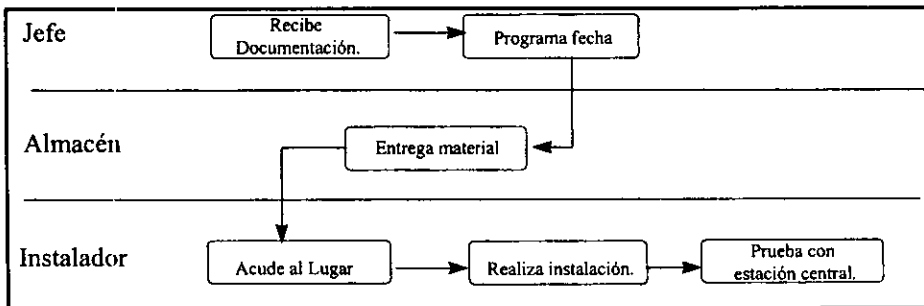 Jefe
Recibe
Documentación.
Programa fecha
Almacén
Entrega material
Instalador
Acude al Lugar
Realiza instalación.
Prueba con
estación central.